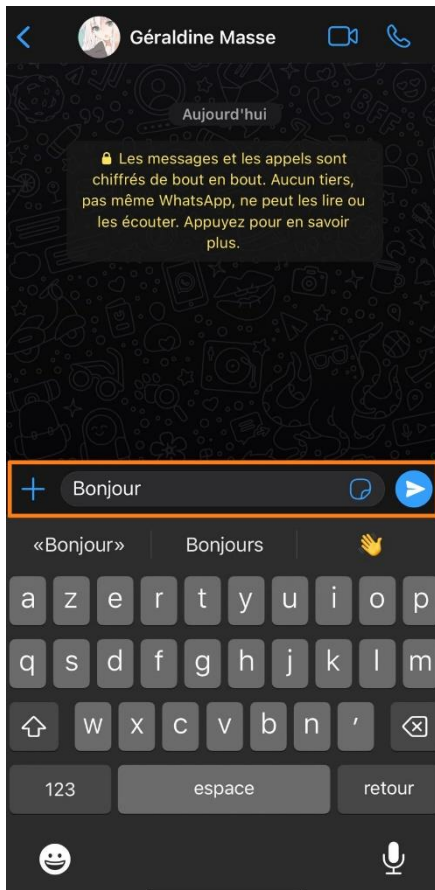 Géraldine Masse
Aujourd'hui
Les messages et les appels sont
chiffrés de bout en bout. Aucun tiers,
pas même WhatsApp, ne peut les lire ou
les écouter. Appuyez pour en savoir
plus.
Bonjour
«Bonjour» Bonjours 👋
a z e r t y u i o p
q s d f g h j k l m
w x c v b n '
123 espace retour